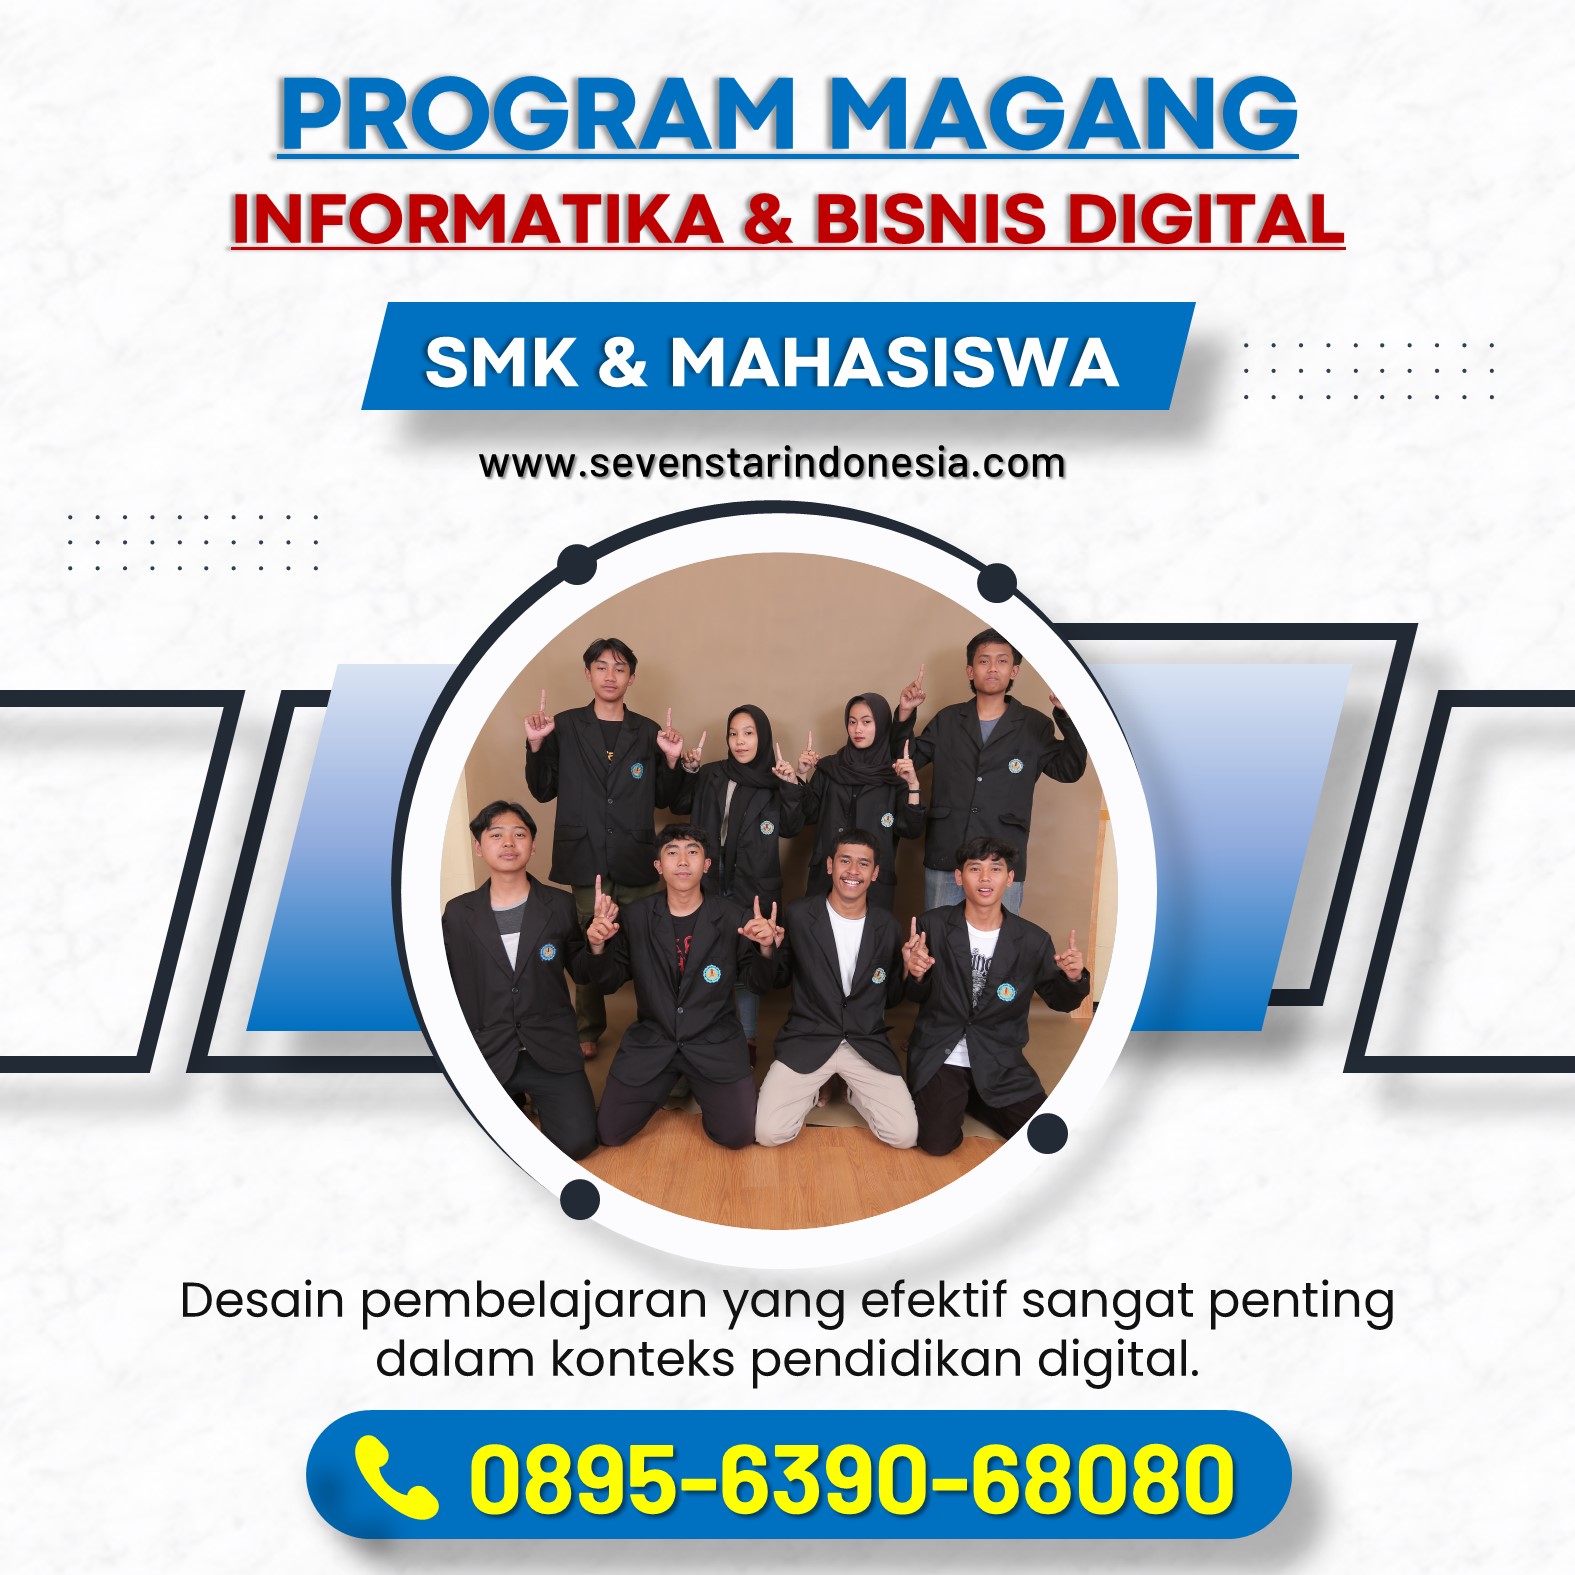 PROGRAM MAGANG
INFORMATIKA & BISNIS DIGITAL
SMK & MAHASISWA
www.sevenstarindonesia.com
Desain pembelajaran yang efektif sangat penting
dalam konteks pendidikan digital.
0895-6390-68080